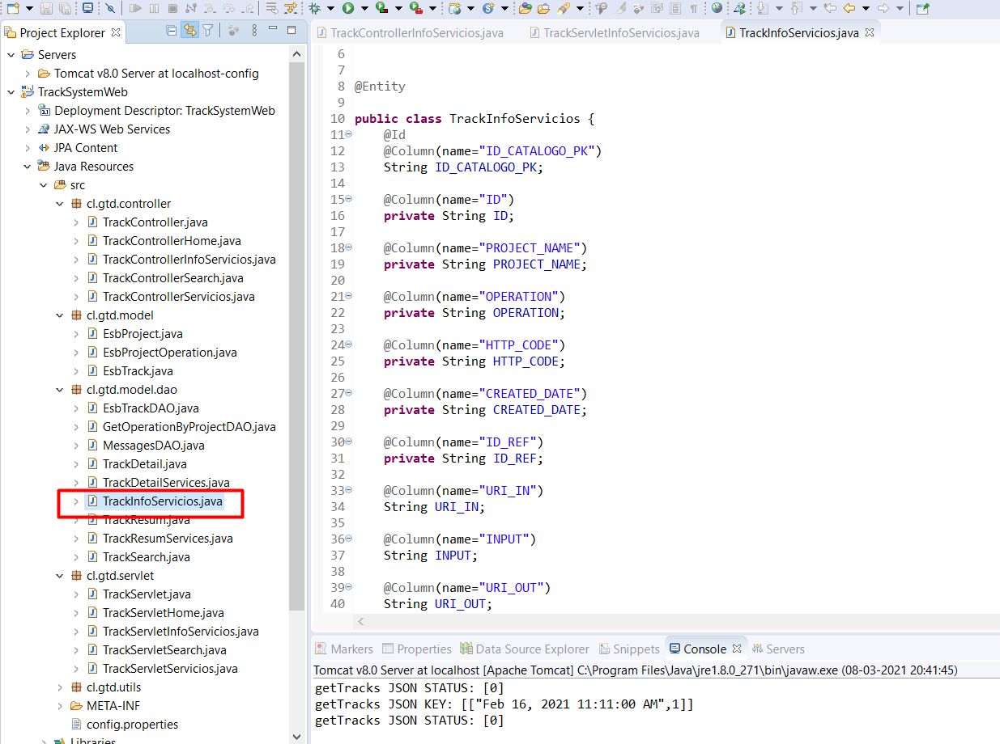 Project Explorer
Servers
Tomcat v8.0 Server at localhost-config
TrackSystemWeb
Deployment Descriptor: TrackSystemWeb
JAX-WS Web Services
JPA Content
Java Resources
src
cl.gtd.controller
TrackController.java
TrackControllerHome.java
TrackControllerInfoServicios.java
TrackControllerSearch.java
TrackControllerServicios.java
cl.gtd.model
EsbProject.java
EsbProjectOperation.java
EsbTrack.java
cl.gtd.model.dao
EsbTrackDAO.java
GetOperationByProjectDAO.java
MessagesDAO.java
TrackDetail.java
TrackDetailServices.java
TrackInfoServicios.java
TrackResum.java
TrackResumServices.java
TrackSearch.java
cl.gtd.servlet
TrackServlet.java
TrackServletHome.java
TrackServletInfoServicios.java
TrackServletSearch.java
TrackServletServicios.java
cl.gtd.utils
META-INF
config.properties
Libraries
TrackControllerInfoServicios.java TrackServletInfoServicios.java TrackInfoServicios.java
6
7
8 @Entity
9
10 public class TrackInfoServicios {
11 @Id
12 @Column(name="ID_CATALOGO_PK")
13 String ID_CATALOGO_PK;
14
15 @Column(name="ID")
16 private String ID;
17
18 @Column(name="PROJECT_NAME")
19 private String PROJECT_NAME;
20
21 @Column(name="OPERATION")
22 private String OPERATION;
23
24 @Column(name="HTTP_CODE")
25 private String HTTP_CODE;
26
27 @Column(name="CREATED_DATE")
28 private String CREATED_DATE;
29
30 @Column(name="ID_REF")
31 private String ID_REF;
32
33 @Column(name="URI_IN")
34 String URI_IN;
35
36 @Column(name="INPUT")
37 String INPUT;
38
39 @Column(name="URI_OUT")
40 String URI_OUT;
Markers Properties Data Source Explorer Snippets Console Servers
Tomcat v8.0 Server at localhost [Apache Tomcat] C:\Program Files\Java\jre1.8.0_271\bin\javaw.exe (08-03-2021 20:41:45)
getTracks JSON STATUS: [0]
getTracks JSON KEY: [["Feb 16, 2021 11:11:00 AM",1]]
getTracks JSON STATUS: [0]